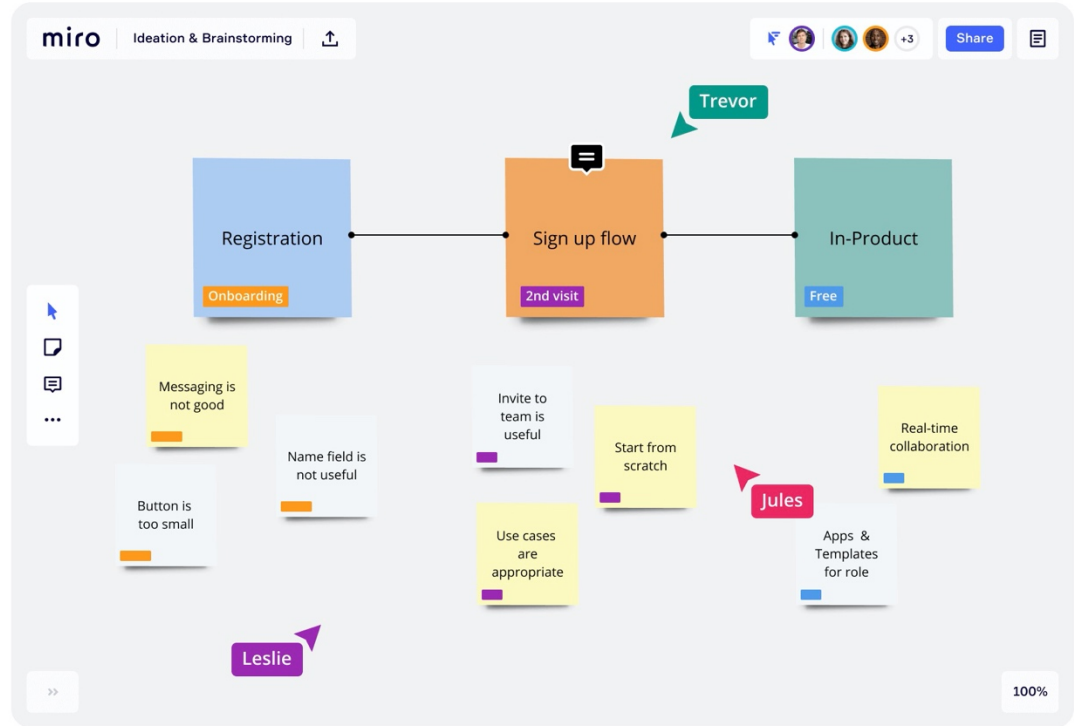 miro
Ideation & Brainstorming
+3
Share
Trevor
Registration
Onboarding
Sign up flow
2nd visit
In-Product
Free
Messaging is
not good
Name field is
not useful
Button is
too small
Invite to
team is
useful
Start from
scratch
Use cases
are
appropriate
Real-time
collaboration
Jules
Apps & 
Templates
for role
Leslie
100%